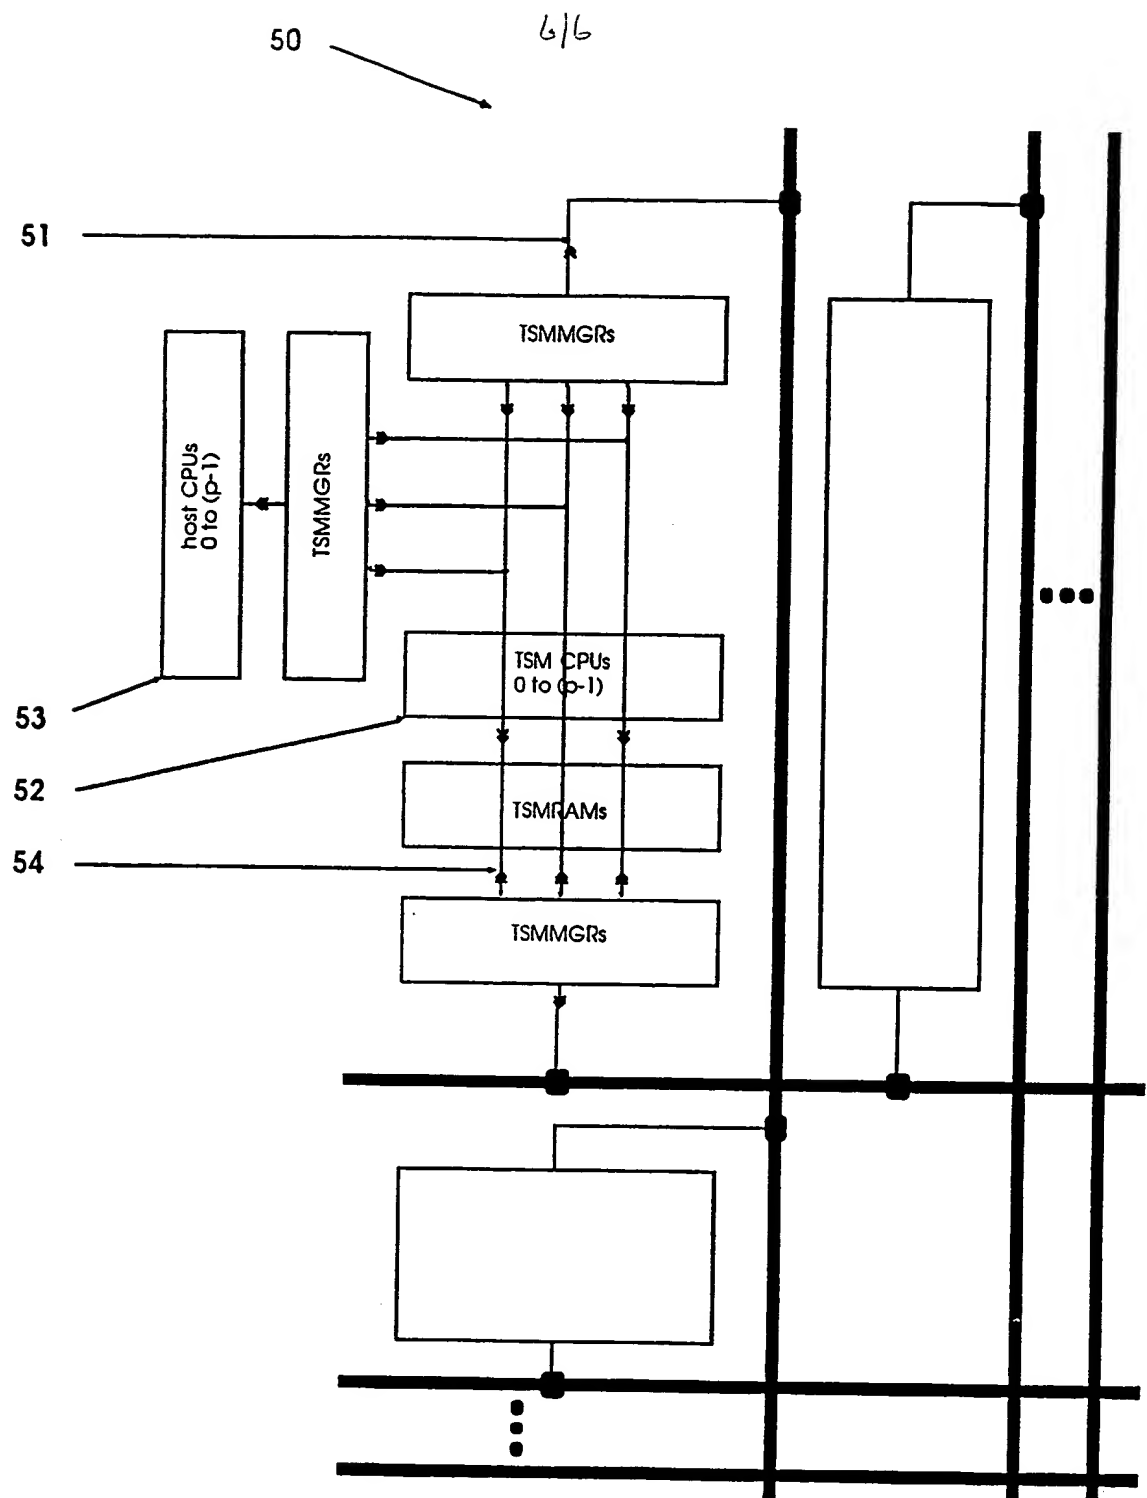 50
6/6
51
TSMMGRs
host CPUs
0 to (p-1)
TSMMGRs
TSM CPUs
0 to (p-1)
53
52
TSMRAMs
54
TSMMGRs